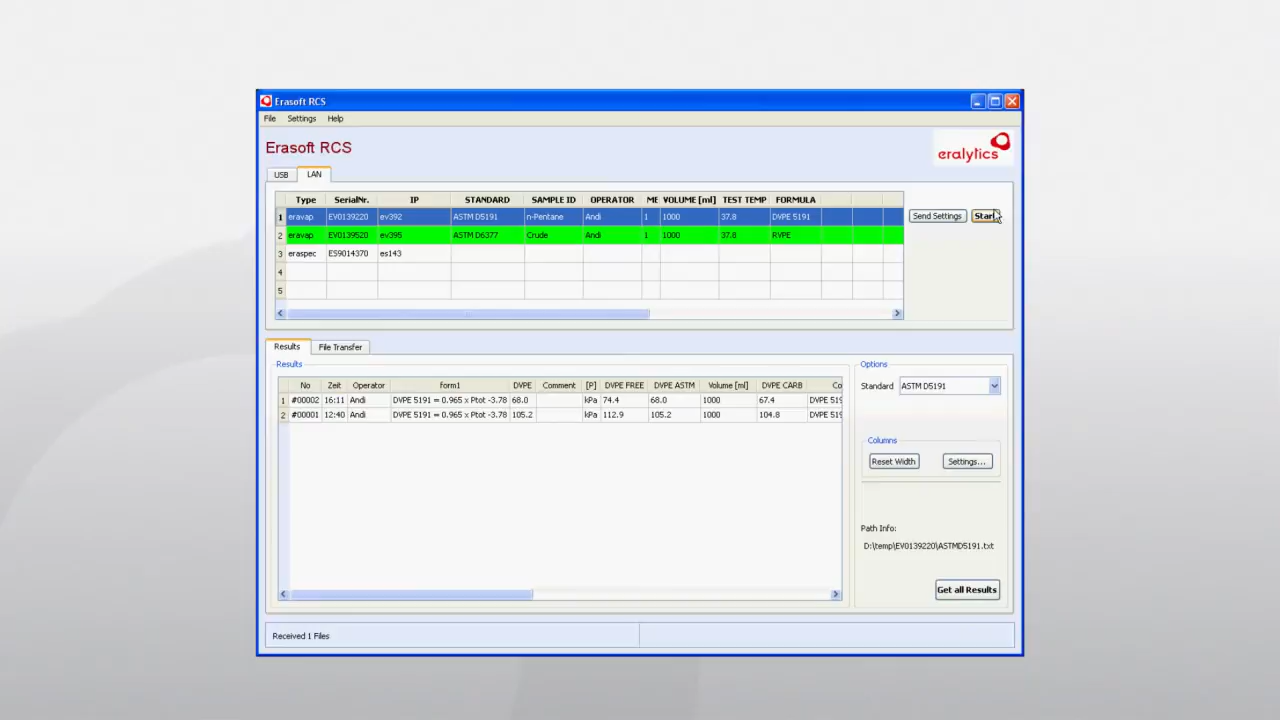 Erasoft RCS
File Settings Help
Erasoft RCS
eralytics
USB LAN
Type SerialNr. IP STANDARD SAMPLE ID OPERATOR ME VOLUME [ml] TEST TEMP FORMULA
1 eravap EV0139220 ev392 ASTM D5191 n-Pentane Andi 1 1000 37.8 DVPE 5191
Send Settings Start
2 eravap EV0139520 ev395 ASTM D6377 Crude Andi 1 1000 37.8 RVPE
3 eraspec ES9014370 es143
4
5
Results File Transfer
Results
Options
No Zeit Operator form1 DVPE Comment [P] DVPE FREE DVPE ASTM Volume [ml] DVPE CARB Co
Standard ASTM D5191
1 #00002 16:11 Andi DVPE 5191 = 0.965 x Ptot -3.78 68.0 kPa 74.4 68.0 1000 67.4 DVP 519
2 #00001 12:40 Andi DVPE 5191 = 0.965 x Ptot -3.78 105.2 kPa 112.9 105.2 1000 104.8 DVP 519
Columns
Reset Width Settings...
Path Info:
D:\temp\EV0139220\ASTMD5191.txt
Get all Results
Received 1 Files